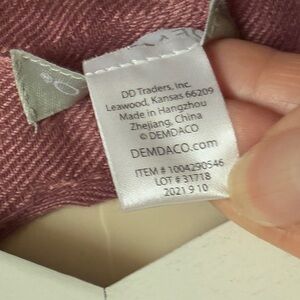 DD Traders, Inc.
Leawood, Kansas 66209
Made in Hangzhou
Zhejiang, China
© DEMDACO
DEMDACO.com
ITEM # 1004290546
LOT # 31718
2021 9 10